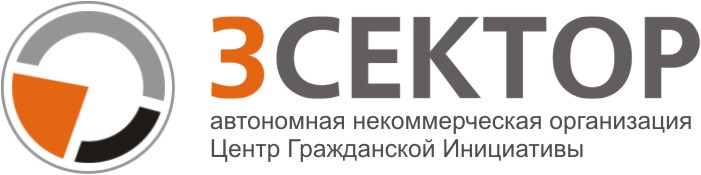 3СЕКТОР
автономная некоммерческая организация
Центр Гражданской Инициативы